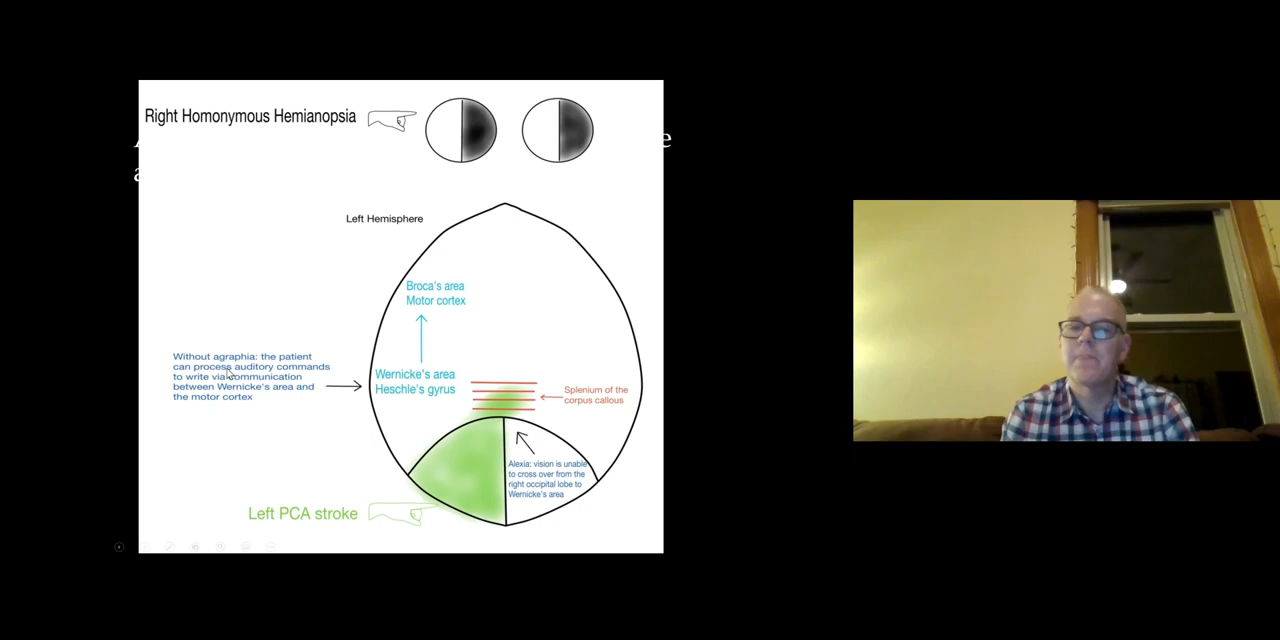 Right Homonymous Hemianopsia
e
a
Left Hemisphere
Broca's area
Motor cortex
Without agraphia: the patient
can process auditory commands
to write via communication
between Wernicke's area and
the motor cortex
Wernicke's area
Heschle's gyrus
Splenium of the
corpus callous
Alexia: vision is unable
to cross over from the
right occipital lobe to
Wernicke's area
Left PCA stroke